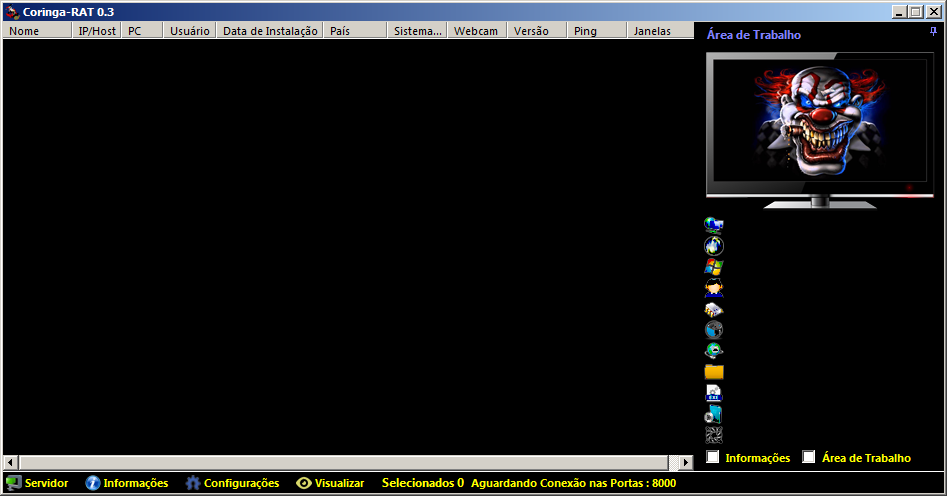 Coringa-RAT 0.3
Nome IP/Host PC Usuário Data de Instalação País Sistema... Webcam Versão Ping Janelas
Área de Trabalho
Informações Área de Trabalho
Servidor Informações Configurações Visualizar Selecionados 0 Aguardando Conexão nas Portas : 8000